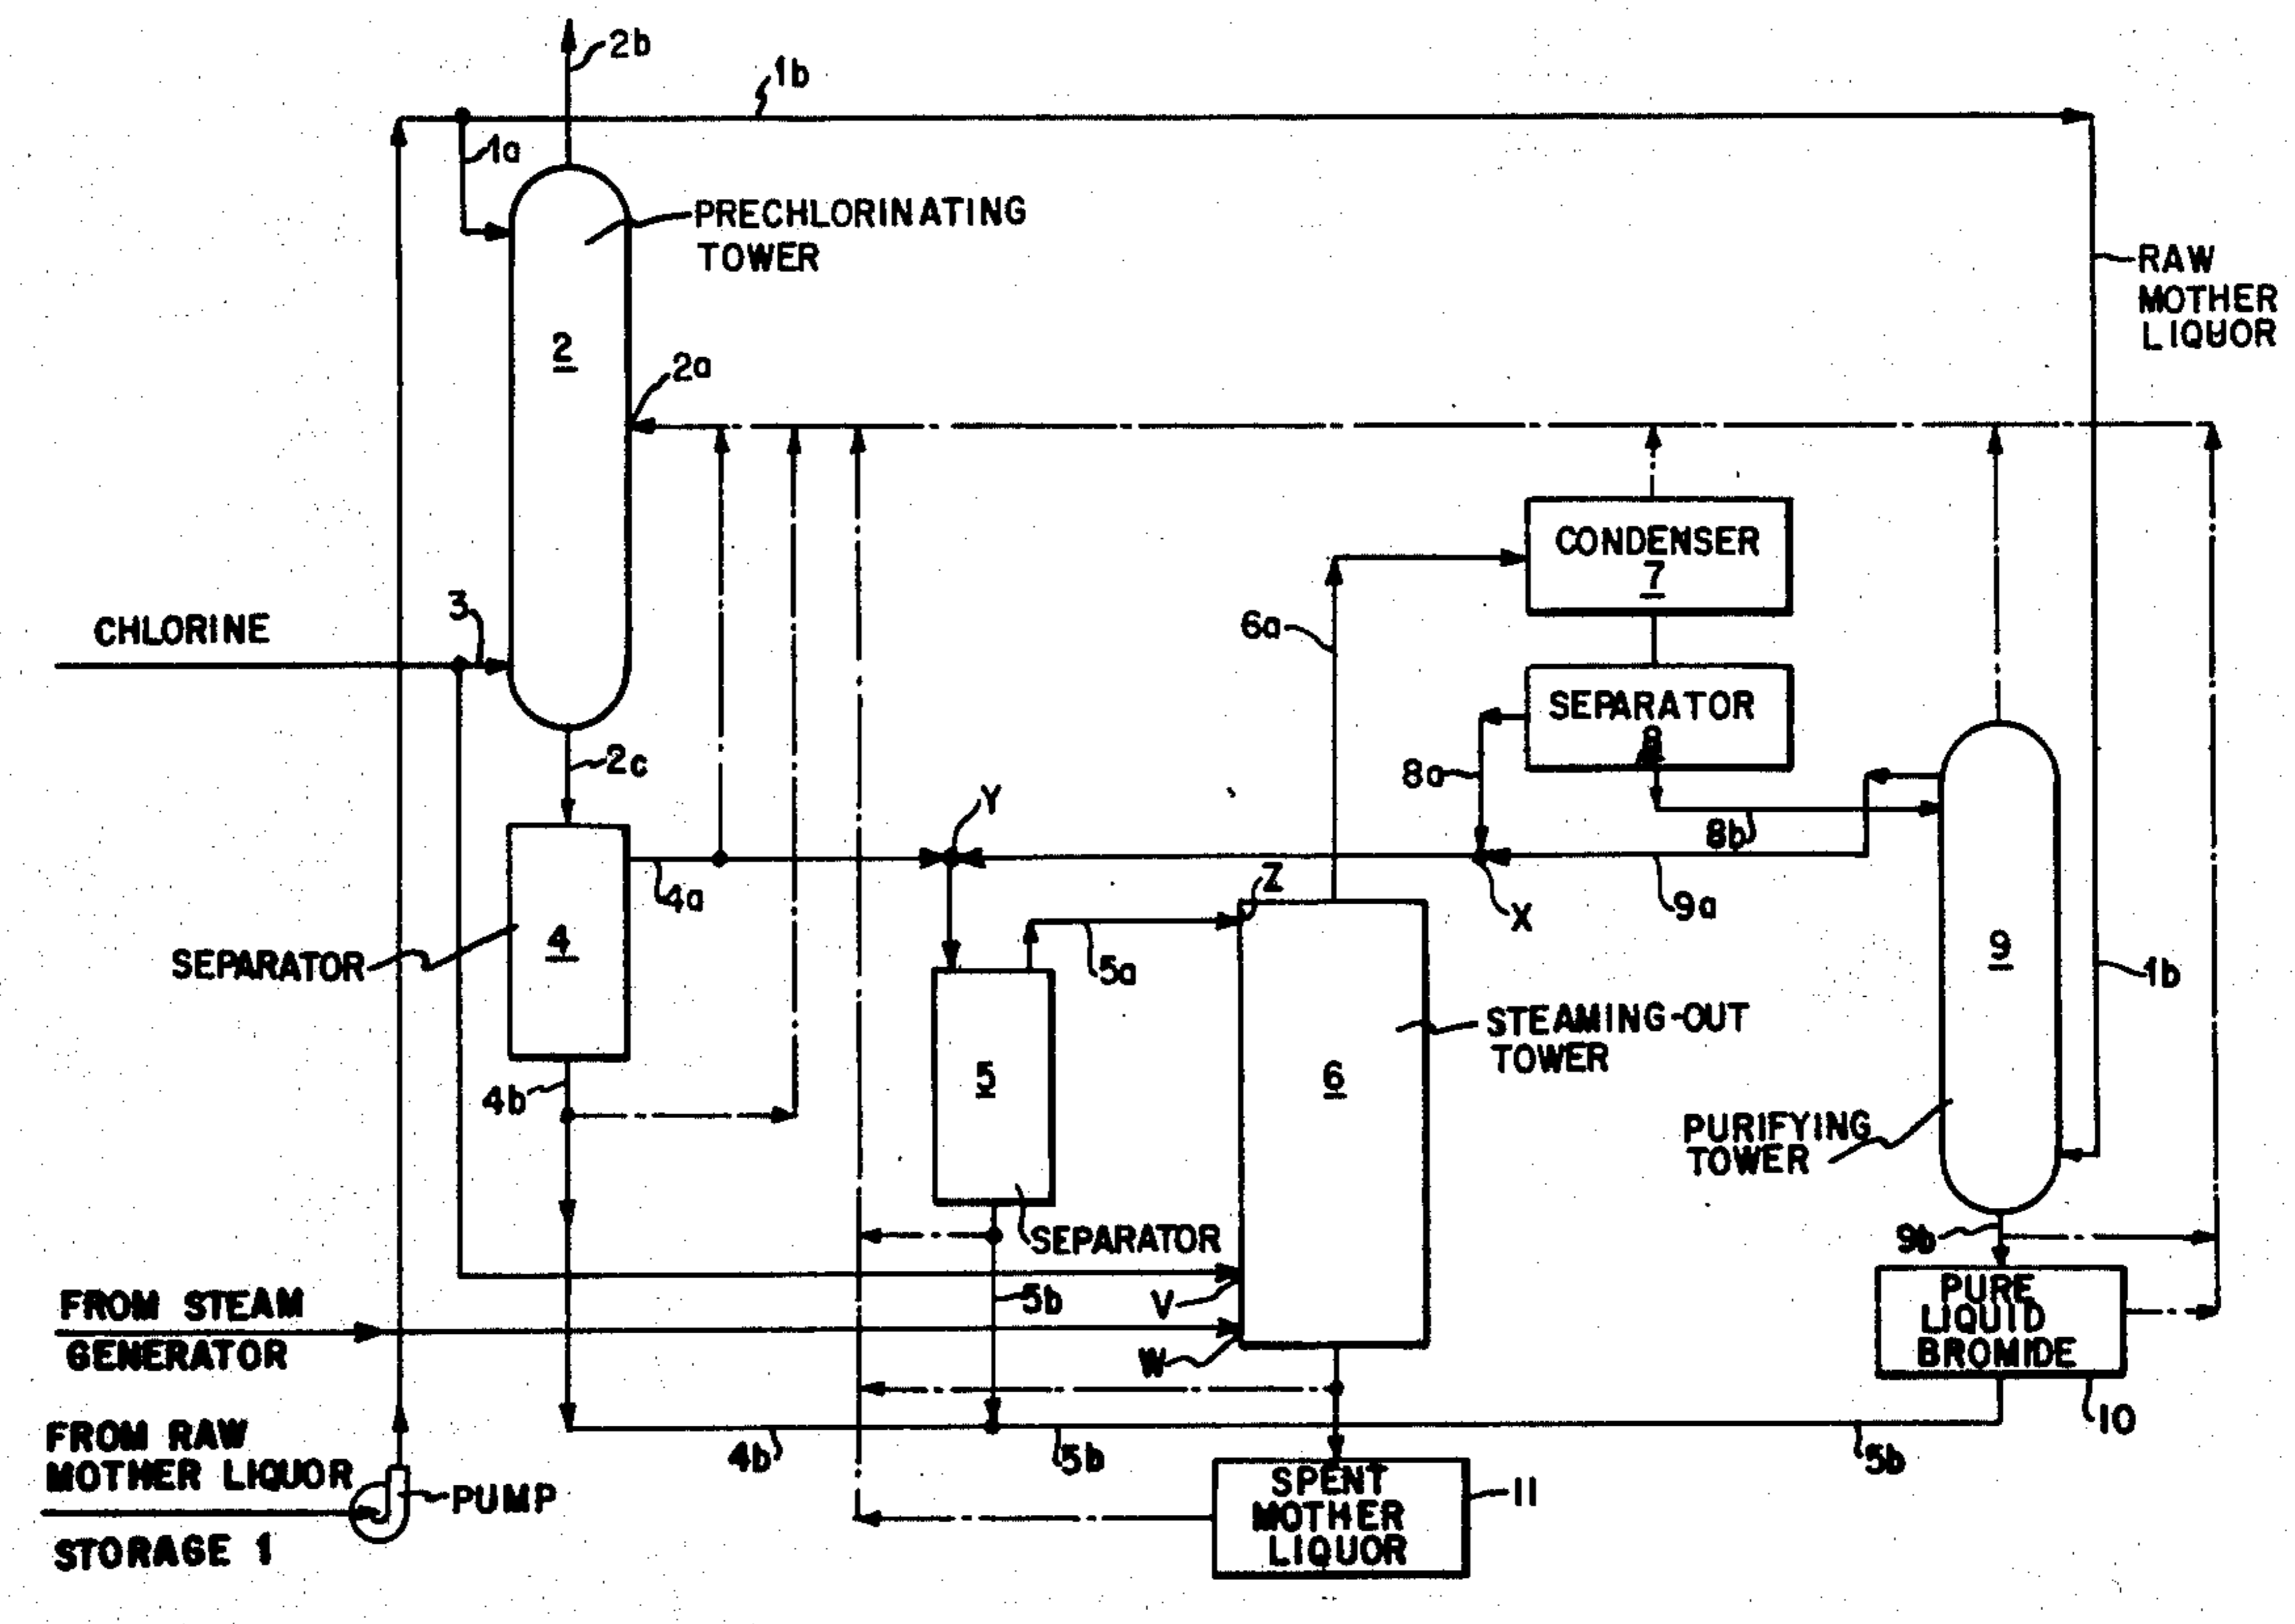 2b
1b
1a
PRECHLORINATING
TOWER
RAW
MOTHER
LIQUOR
2
2a
CONDENSER
7
3
CHLORINE
6a
SEPARATOR
8
2c
8a
Y
8b
4a
Z
9a
X
SEPARATOR
4
5a
9
1b
STEAMING-OUT
TOWER
5
6
4b
PURIFYING
TOWER
SEPARATOR
9b
FROM STEAM
GENERATOR
5b
V
W
PURE
LIQUID
BROMIDE
10
FROM RAW
MOTHER LIQUOR
STORAGE 1
PUMP
4b
5b
5b
SPENT
MOTHER
LIQUOR
11